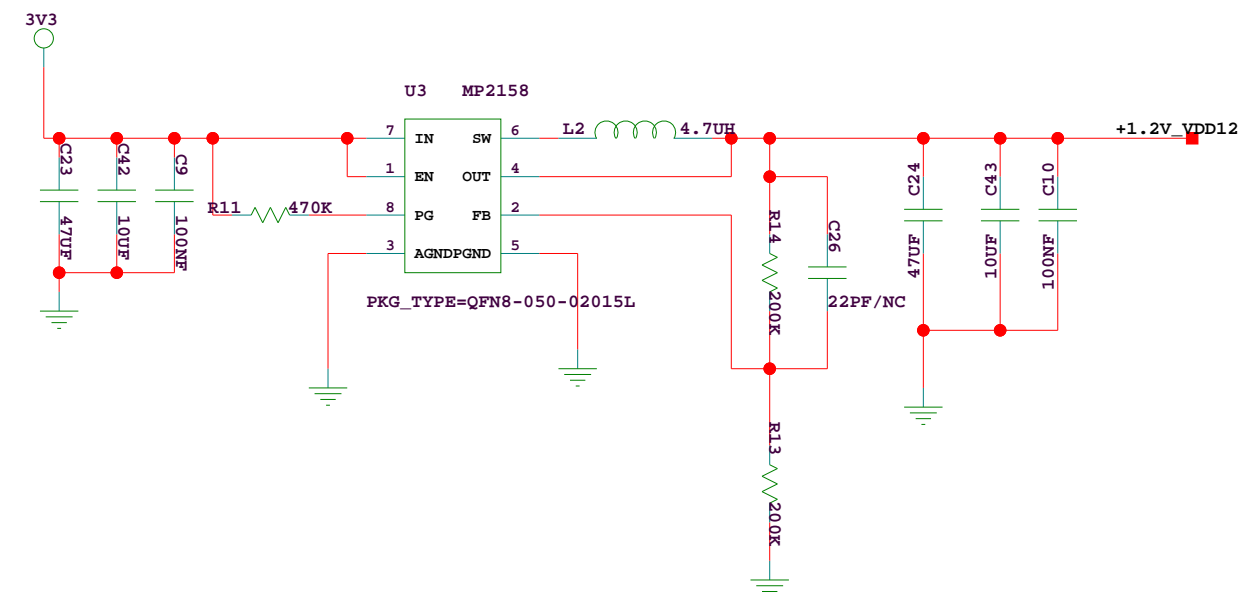 3V3
U3 MP2158
7 IN SW 6 L2 4.7UH +1.2V_VDD12
1 EN OUT 4
R11 470K 8 PG FB 2
3 AGNDPGND 5
PKG_TYPE=QFN8-050-02015L
C23
47UF
C42
10UF
C9
100NF
R14
200K
C26
22PF/NC
R13
200K
C24
47UF
C43
10UF
C10
100NF